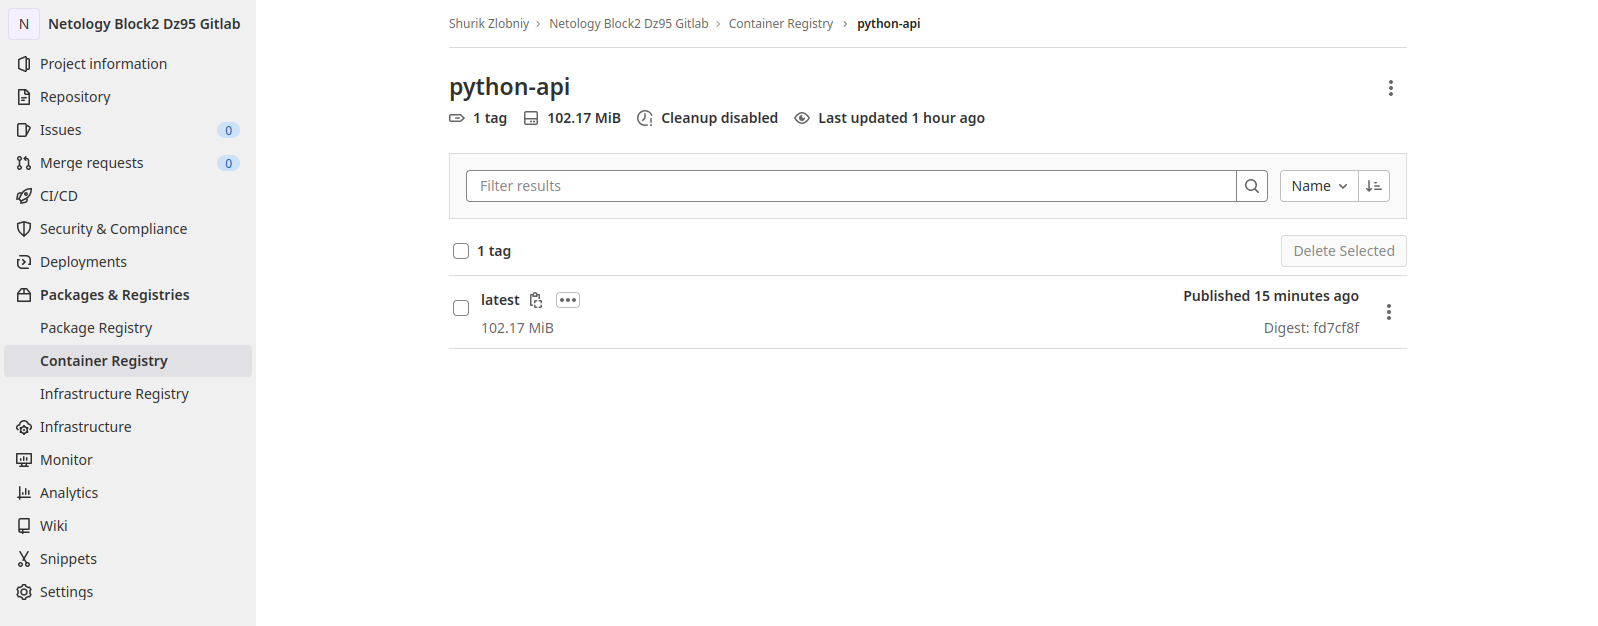 N Netology Block2 Dz95 Gitlab
Project information
Repository
Issues 0
Merge requests 0
CI/CD
Security & Compliance
Deployments
Packages & Registries
Package Registry
Container Registry
Infrastructure Registry
Infrastructure
Monitor
Analytics
Wiki
Snippets
Settings
Shurik Zlobniy › Netology Block2 Dz95 Gitlab › Container Registry › python-api
python-api
1 tag 102.17 MiB Cleanup disabled Last updated 1 hour ago
Filter results Name
1 tag Delete Selected
latest Published 15 minutes ago
102.17 MiB Digest: fd7cf8f